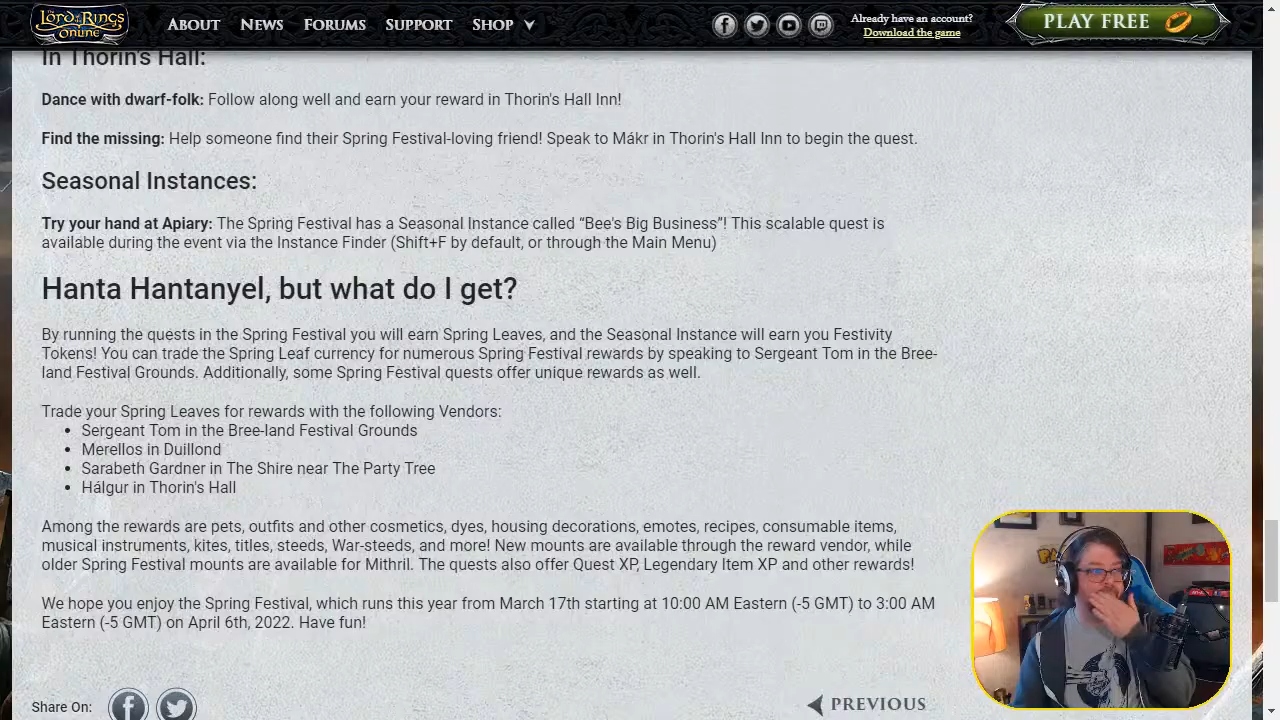 The
Lord of the Rings
Online
ABOUT
NEWS
FORUMS
SUPPORT
SHOP
Already have an account?
Download the game
PLAY FREE
In Thorin's Hall:
Dance with dwarf-folk: Follow along well and earn your reward in Thorin's Hall Inn!
Find the missing: Help someone find their Spring Festival-loving friend! Speak to Mákr in Thorin's Hall Inn to begin the quest.
Seasonal Instances:
Try your hand at Apiary: The Spring Festival has a Seasonal Instance called “Bee's Big Business”! This scalable quest is
available during the event via the Instance Finder (Shift+F by default, or through the Main Menu)
Hanta Hantanyel, but what do I get?
By running the quests in the Spring Festival you will earn Spring Leaves, and the Seasonal Instance will earn you Festivity
Tokens! You can trade the Spring Leaf currency for numerous Spring Festival rewards by speaking to Sergeant Tom in the Bree-
land Festival Grounds. Additionally, some Spring Festival quests offer unique rewards as well.
Trade your Spring Leaves for rewards with the following Vendors:
• Sergeant Tom in the Bree-land Festival Grounds
• Merellos in Duillond
• Sarabeth Gardner in The Shire near The Party Tree
• Hálgur in Thorin's Hall
Among the rewards are pets, outfits and other cosmetics, dyes, housing decorations, emotes, recipes, consumable items,
musical instruments, kites, titles, steeds, War-steeds, and more! New mounts are available through the reward vendor, while
older Spring Festival mounts are available for Mithril. The quests also offer Quest XP, Legendary Item XP and other rewards!
We hope you enjoy the Spring Festival, which runs this year from March 17th starting at 10:00 AM Eastern (-5 GMT) to 3:00 AM
Eastern (-5 GMT) on April 6th, 2022. Have fun!
Share On:
PREVIOUS